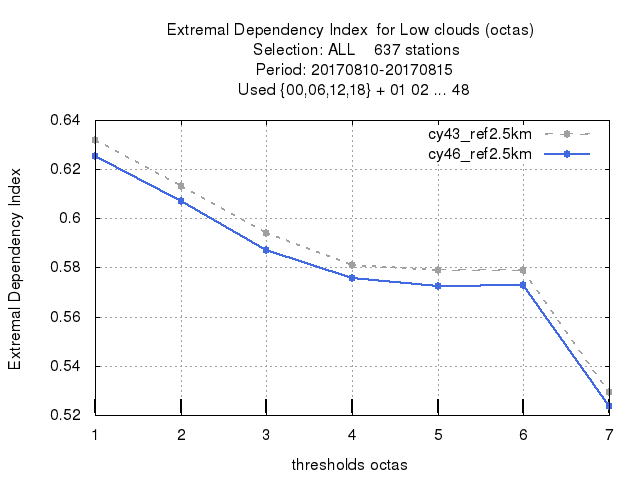 Extremal Dependency Index  for Low clouds (octas)
Selection: ALL    637 stations
Period: 20170810-20170815
Used {00,06,12,18} + 01 02 ... 48
cy43_ref2.5km
cy46_ref2.5km
Extremal Dependency Index
0.64
0.62
0.6
0.58
0.56
0.54
0.52
1 2 3 4 5 6 7
thresholds octas